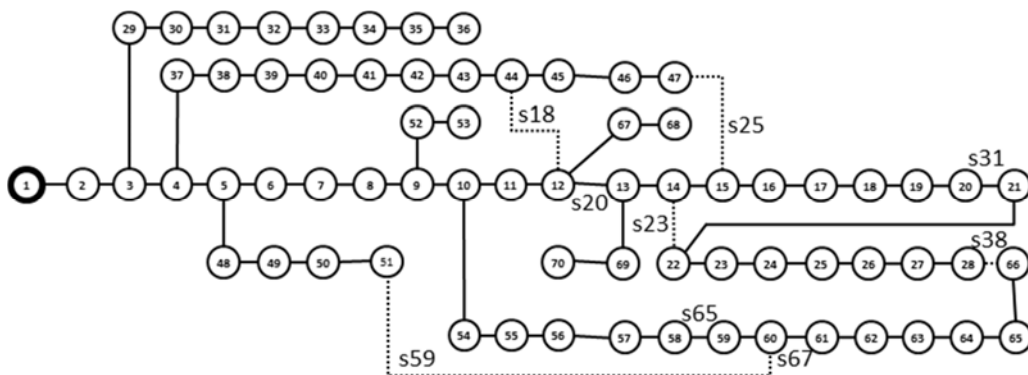 29 30 31 32 33 34 35 36
37 38 39 40 41 42 43 44 45 46 47
s18
52 53 67 68
s25
s31
1 2 3 4 5 6 7 8 9 10 11 12 13 14 15 16 17 18 19 20 21
s20
s23
s38
48 49 50 51 70 69 22 23 24 25 26 27 28 66
s65
54 55 56 57 58 59 60 61 62 63 64 65
s59 s67